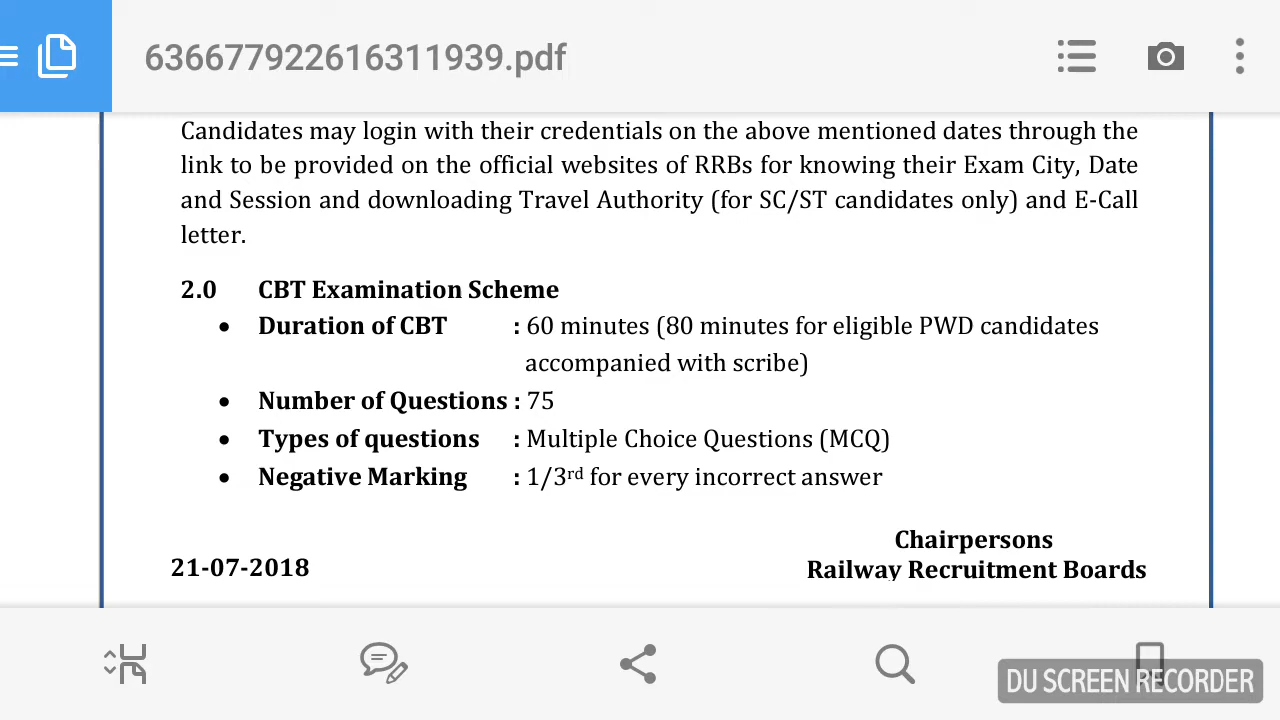 636677922616311939.pdf
Candidates may login with their credentials on the above mentioned dates through the
link to be provided on the official websites of RRBs for knowing their Exam City, Date
and Session and downloading Travel Authority (for SC/ST candidates only) and E-Call
letter.
2.0 CBT Examination Scheme
• Duration of CBT : 60 minutes (80 minutes for eligible PWD candidates
accompanied with scribe)
• Number of Questions : 75
• Types of questions : Multiple Choice Questions (MCQ)
• Negative Marking : 1/3rd for every incorrect answer
Chairpersons
21-07-2018 Railway Recruitment Boards
DU SCREEN RECORDER